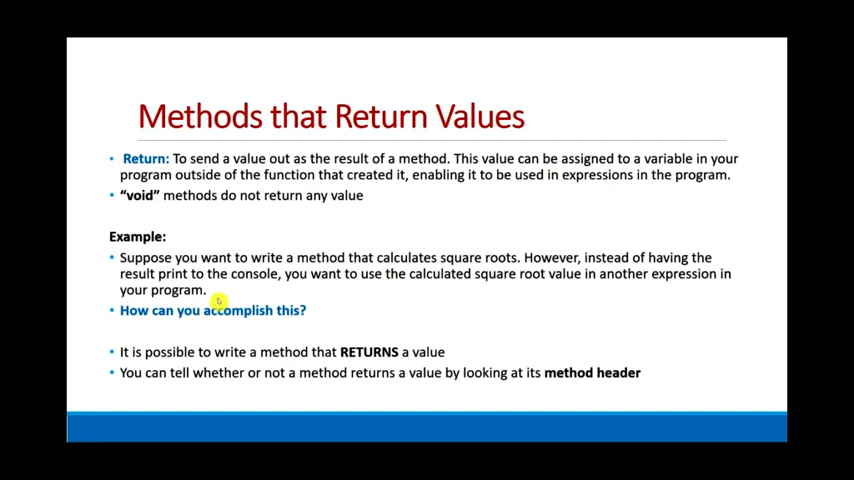 Methods that Return Values
• Return: To send a value out as the result of a method. This value can be assigned to a variable in your
program outside of the function that created it, enabling it to be used in expressions in the program.
• “void” methods do not return any value
Example:
• Suppose you want to write a method that calculates square roots. However, instead of having the
result print to the console, you want to use the calculated square root value in another expression in
your program.
• How can you accomplish this?
• It is possible to write a method that RETURNS a value
• You can tell whether or not a method returns a value by looking at its method header